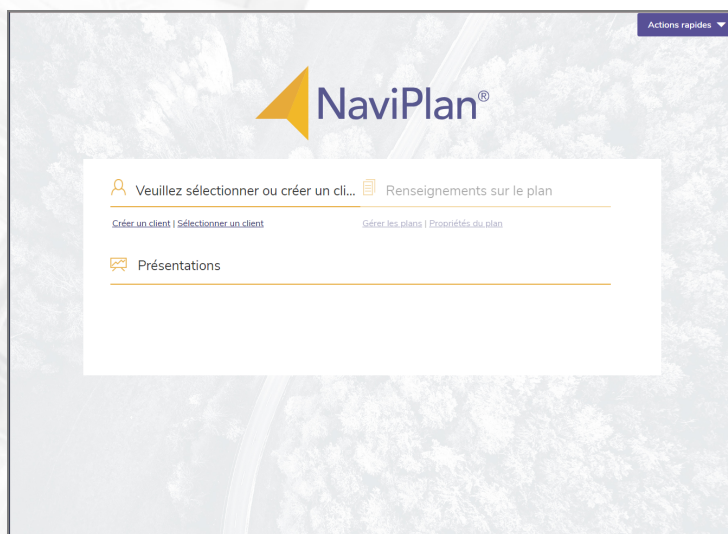 Actions rapides
NaviPlan®
Veuillez sélectionner ou créer un cli... Renseignements sur le plan
Créer un client | Sélectionner un client Gérer les plans | Propriétés du plan
Présentations